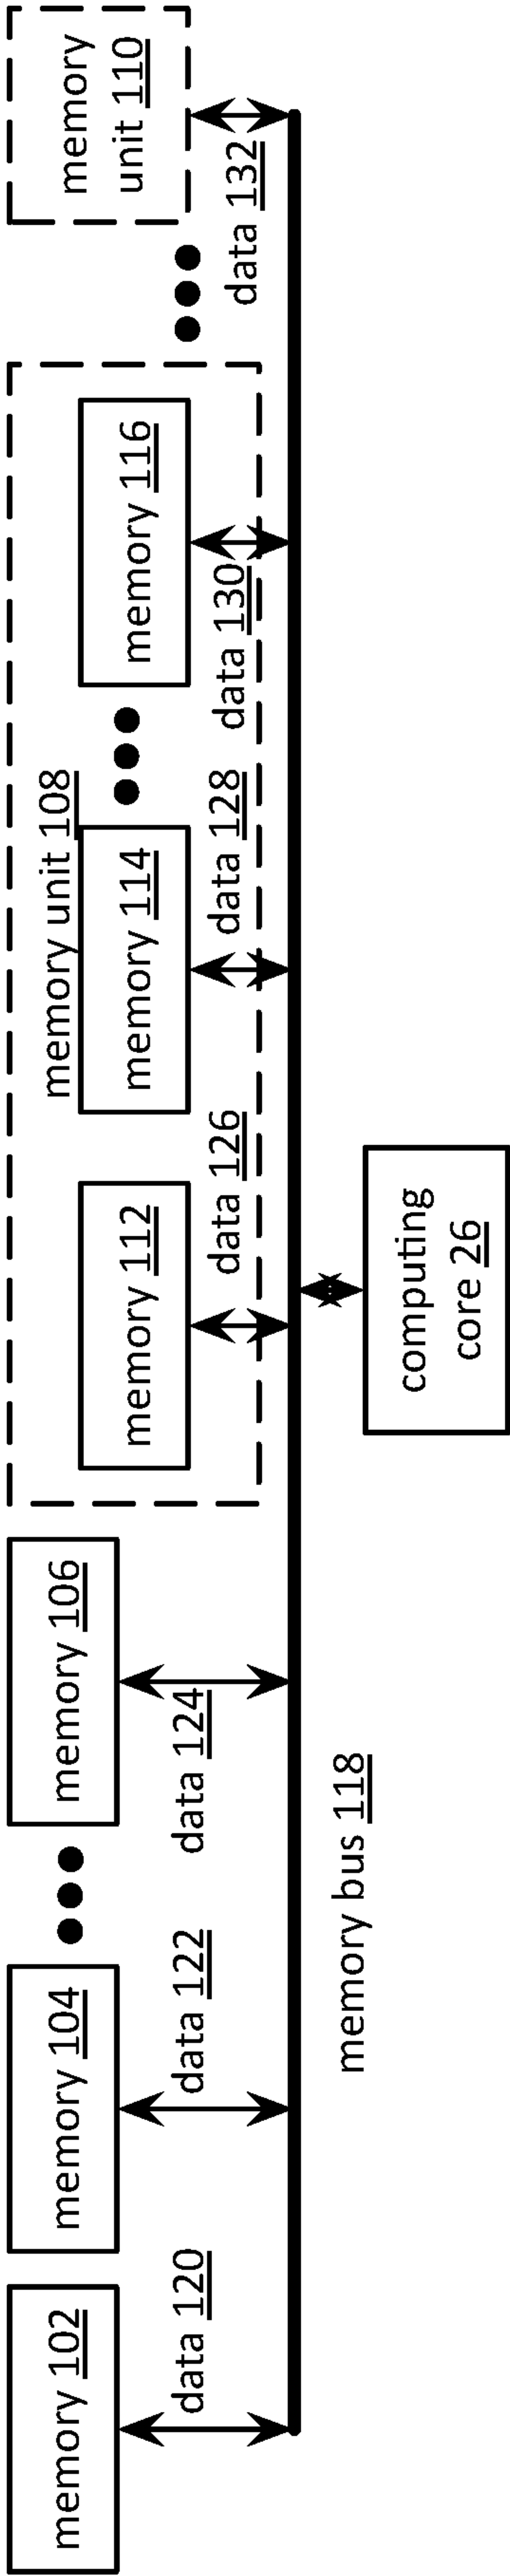 memory 102
memory 104
memory 106
memory unit 108
memory 112
memory 114
memory 116
memory
unit 110
data 120
data 122
data 124
data 126
data 128
data 130
data 132
memory bus 118
computing
core 26